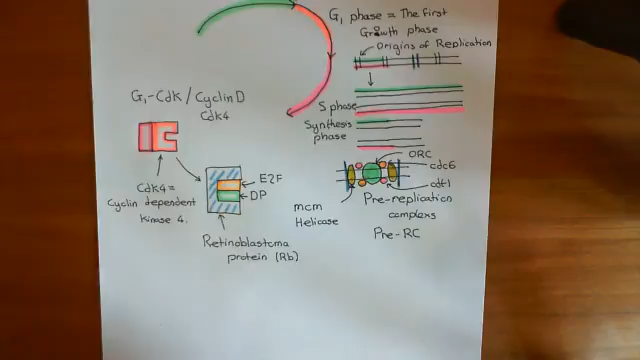 G₁ phase = The First
Growth phase
Origins of Replication
G₁-Cdk / Cyclin D
Cdk4
S phase
Synthesis
phase
ORC
cdc6
cdt1
mcm
Helicase
Pre-replication
complexs
Pre-RC
Cdk4 =
Cyclin dependent
kinase 4.
E2F
DP
Retinoblastoma
protein (Rb)